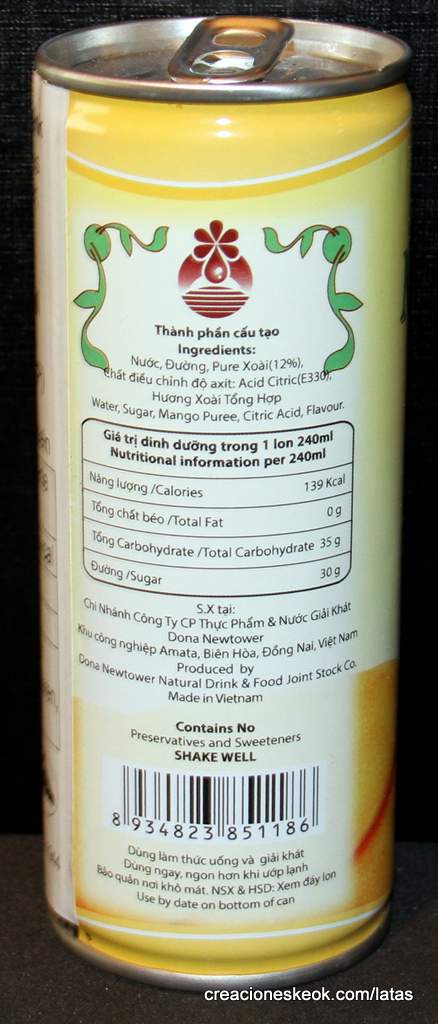 Thành phần cấu tạo
Ingredients:
Nước, Đường, Pure Xoài(12%),
Chất điều chỉnh độ axít: Acid Citric(E330),
Hương Xoài Tổng Hợp
Water, Sugar, Mango Puree, Citric Acid, Flavour.
Giá trị dinh dưỡng trong 1 lon 240ml
Nutritional information per 240ml
Năng lượng /Calories 139 Kcal
Tổng chất béo /Total Fat 0 g
Tổng Carbohydrate /Total Carbohydrate 35 g
Đường /Sugar 30 g
S.X tại:
Chi Nhánh Công Ty CP Thực Phẩm & Nước Giải Khát
Dona Newtower
Khu công nghiệp Amata, Biên Hòa, Đồng Nai, Việt Nam
Produced by
Dona Newtower Natural Drink & Food Joint Stock Co.
Made in Vietnam
Contains No
Preservatives and Sweeteners
SHAKE WELL
8 934823 851186
Dùng làm thức uống và giải khát
Dùng ngay, ngon hơn khi ướp lạnh
Bảo quản nơi khô mát. NSX & HSD: Xem đáy lon
Use by date on bottom of can
creacioneskeok.com/latas